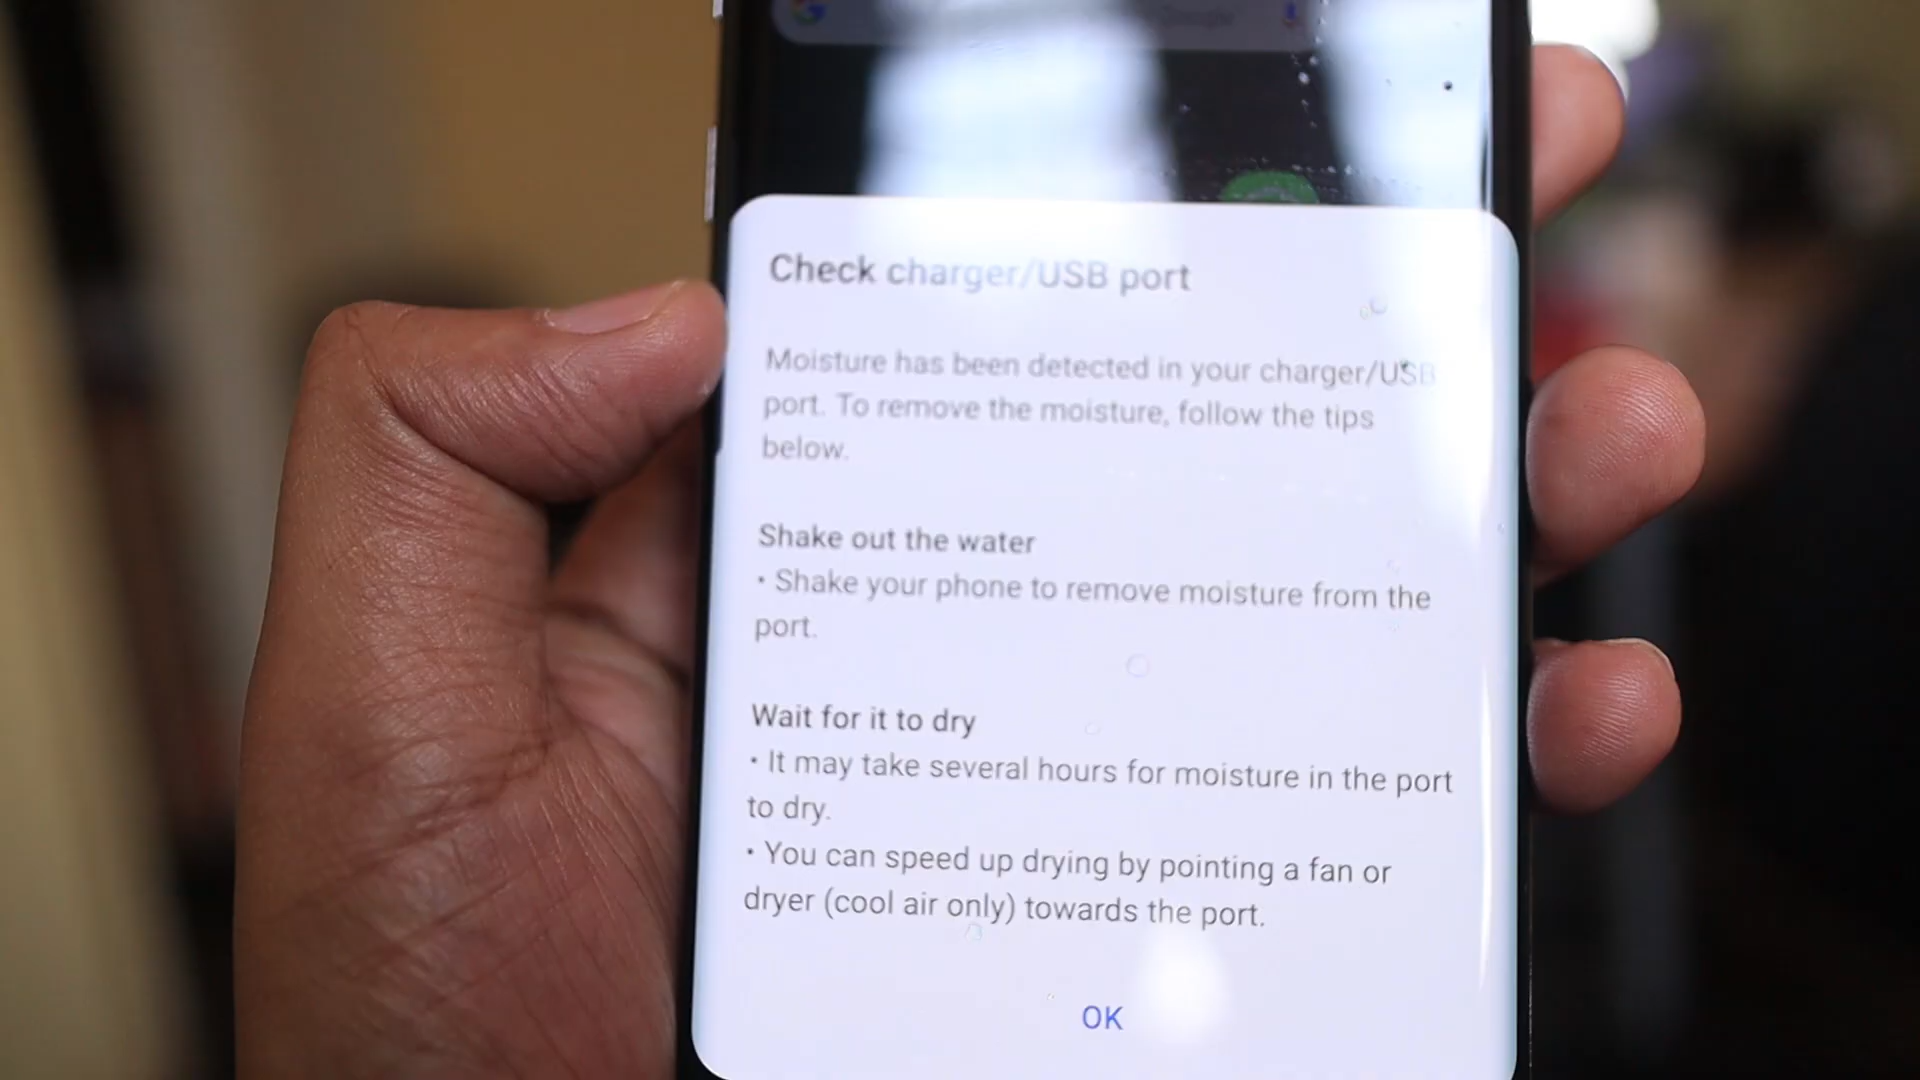 Check charger/USB port
Moisture has been detected in your charger/USB
port. To remove the moisture, follow the tips
below.
Shake out the water
• Shake your phone to remove moisture from the
port.
Wait for it to dry
• It may take several hours for moisture in the port
to dry.
• You can speed up drying by pointing a fan or
dryer (cool air only) towards the port.
OK